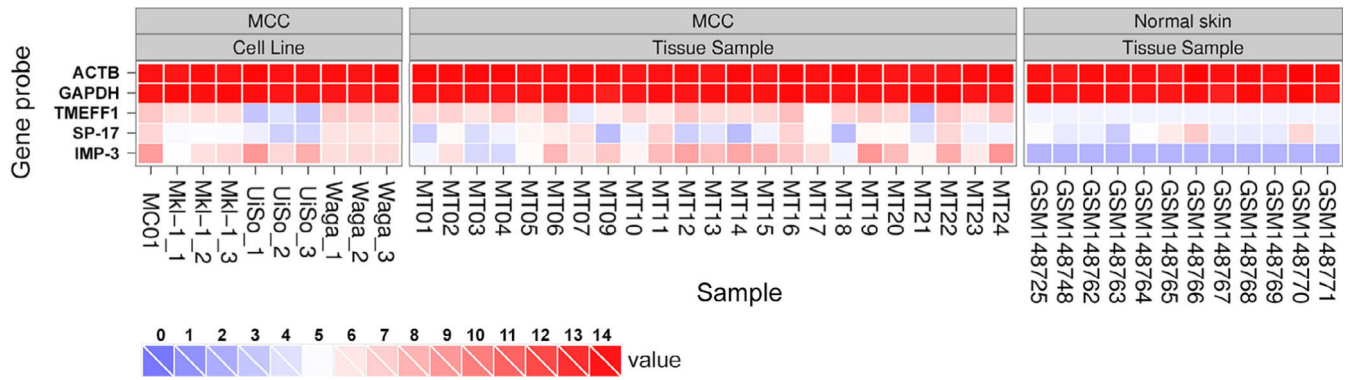 MCC MCC Normal skin
Cell Line Tissue Sample Tissue Sample
Gene probe
ACTB
GAPDH
TMEFF1
SP-17
IMP-3
MC01 Mkl-1_1 Mkl-1_2 Mkl-1_3 UiSo_1 UiSo_2 UiSo_3 Waga_1 Waga_2 Waga_3 MT01 MT02 MT03 MT04 MT05 MT06 MT07 MT09 MT10 MT11 MT12 MT13 MT14 MT15 MT16 MT17 MT18 MT19 MT20 MT21 MT22 MT23 MT24 GSM148725 GSM148748 GSM148762 GSM148763 GSM148764 GSM148765 GSM148766 GSM148767 GSM148768 GSM148769 GSM148770 GSM148771
Sample
0 1 2 3 4 5 6 7 8 9 10 11 12 13 14
value